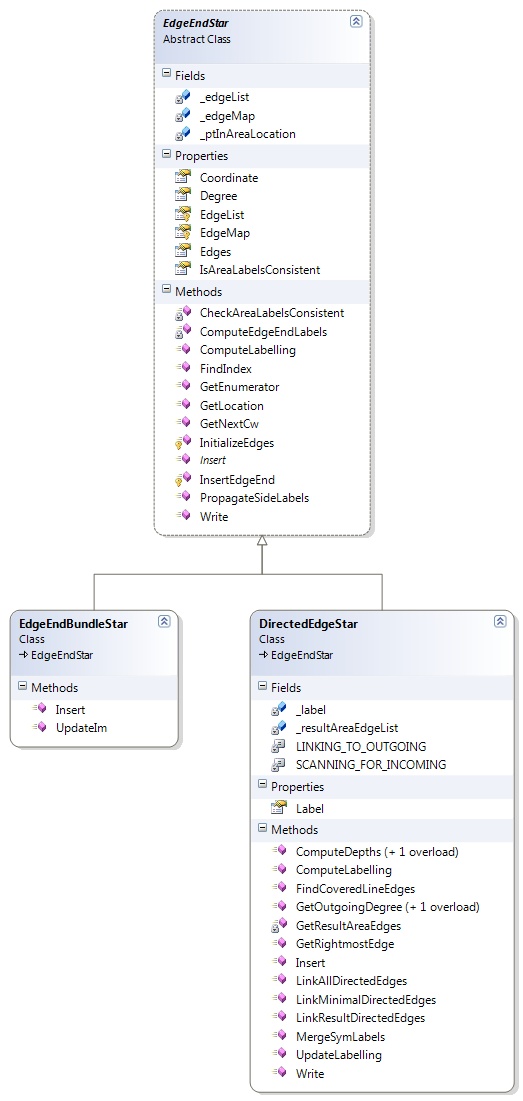 EdgeEndStar
Abstract Class
Fields
_edgeList
_edgeMap
_ptInAreaLocation
Properties
Coordinate
Degree
EdgeList
EdgeMap
Edges
IsAreaLabelsConsistent
Methods
CheckAreaLabelsConsistent
ComputeEdgeEndLabels
ComputeLabelling
FindIndex
GetEnumerator
GetLocation
GetNextCw
InitializeEdges
Insert
InsertEdgeEnd
PropagateSideLabels
Write
EdgeEndBundleStar
Class
EdgeEndStar
Methods
Insert
UpdateIm
DirectedEdgeStar
Class
EdgeEndStar
Fields
_label
_resultAreaEdgeList
LINKING_TO_OUTGOING
SCANNING_FOR_INCOMING
Properties
Label
Methods
ComputeDepths (+ 1 overload)
ComputeLabelling
FindCoveredLineEdges
GetOutgoingDegree (+ 1 overload)
GetResultAreaEdges
GetRightmostEdge
Insert
LinkAllDirectedEdges
LinkMinimalDirectedEdges
LinkResultDirectedEdges
MergeSymLabels
UpdateLabelling
Write